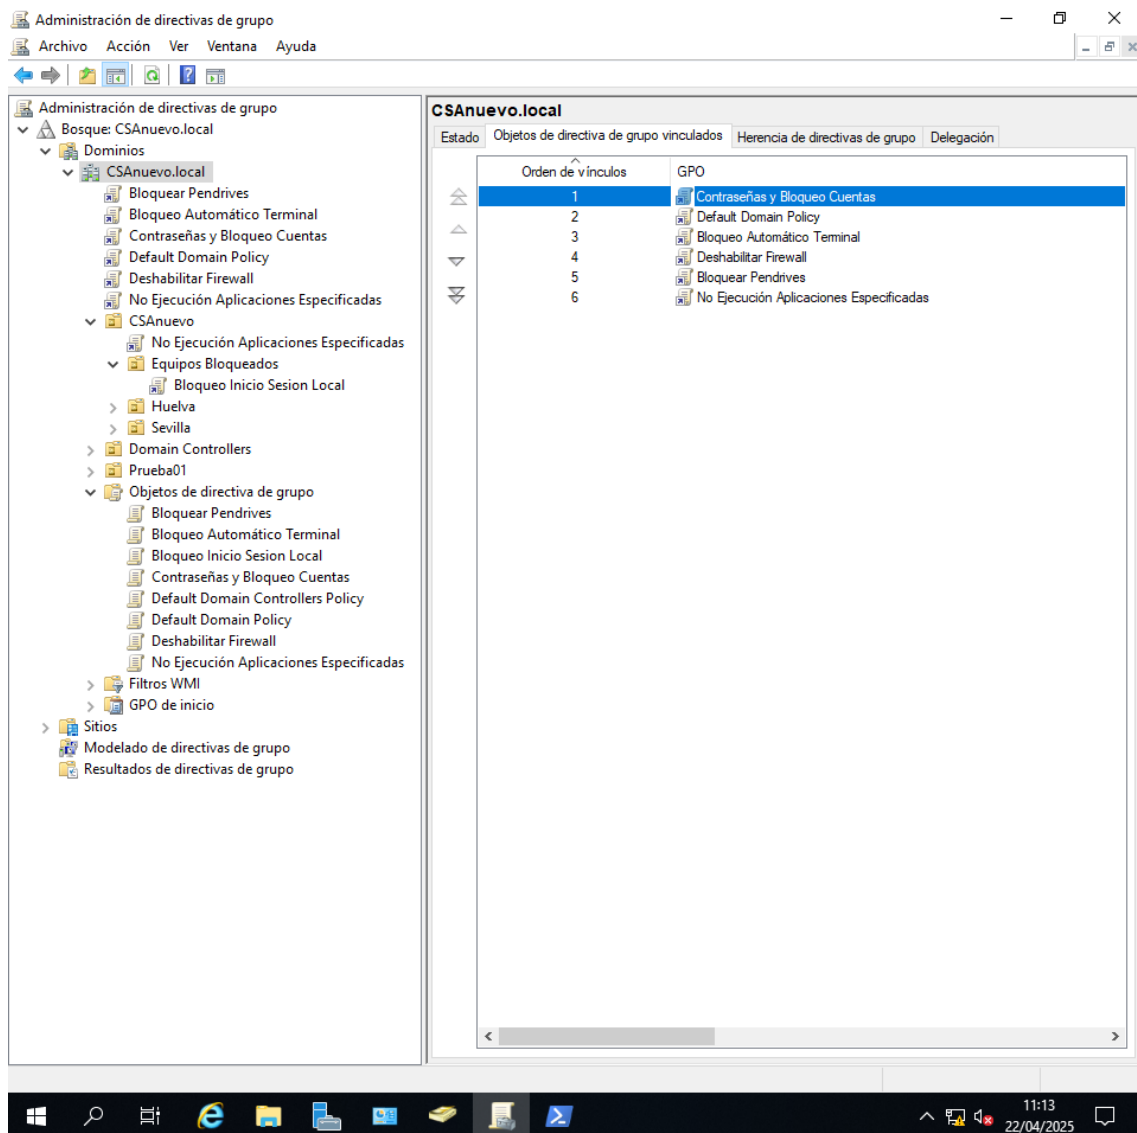 Administración de directivas de grupo
Archivo Acción Ver Ventana Ayuda
Administración de directivas de grupo
Bosque: CSAnuevo.local
Dominios
CSAnuevo.local
Bloquear Pendrives
Bloqueo Automático Terminal
Contraseñas y Bloqueo Cuentas
Default Domain Policy
Deshabilitar Firewall
No Ejecución Aplicaciones Especificadas
CSAnuevo
No Ejecución Aplicaciones Especificadas
Equipos Bloqueados
Bloqueo Inicio Sesion Local
Huelva
Sevilla
Domain Controllers
Prueba01
Objetos de directiva de grupo
Bloquear Pendrives
Bloqueo Automático Terminal
Bloqueo Inicio Sesion Local
Contraseñas y Bloqueo Cuentas
Default Domain Controllers Policy
Default Domain Policy
Deshabilitar Firewall
No Ejecución Aplicaciones Especificadas
Filtros WMI
GPO de inicio
Sitios
Modelado de directivas de grupo
Resultados de directivas de grupo
CSAnuevo.local
Estado Objetos de directiva de grupo vinculados Herencia de directivas de grupo Delegación
Orden de vínculos GPO
1 Contraseñas y Bloqueo Cuentas
2 Default Domain Policy
3 Bloqueo Automático Terminal
4 Deshabilitar Firewall
5 Bloquear Pendrives
6 No Ejecución Aplicaciones Especificadas
11:13
22/04/2025